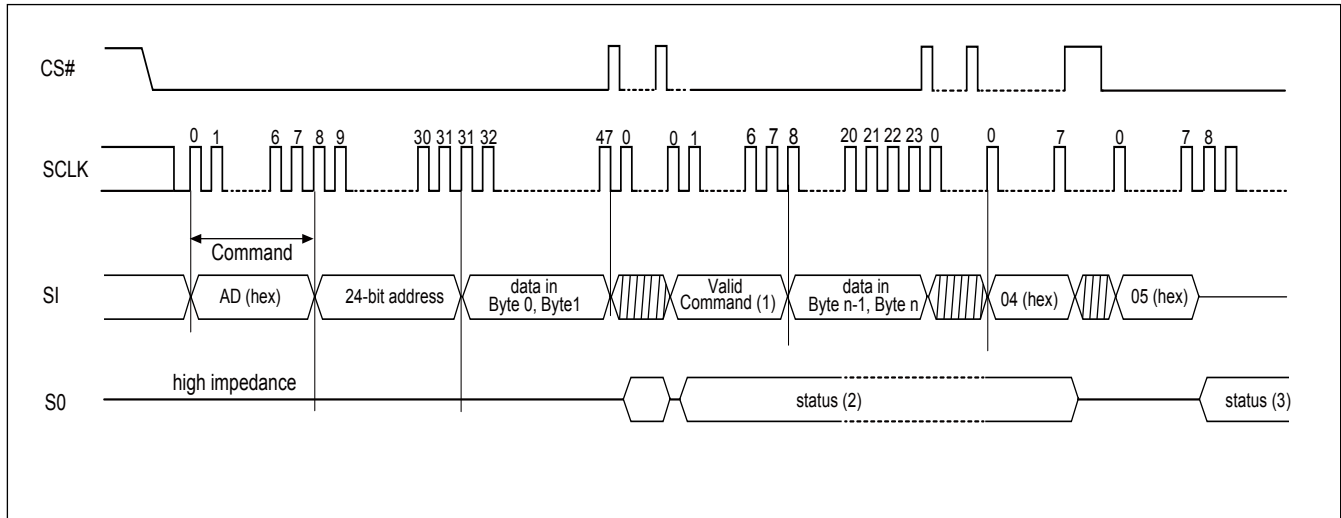 CS#
0 1 6 7 8 9 30 31 31 32 47 0 0 1 6 7 8 20 21 22 23 0 0 7 0 7 8
SCLK
Command
SI
AD (hex)
24-bit address
data in
Byte 0, Byte1
Valid
Command (1)
data in
Byte n-1, Byte n
04 (hex)
05 (hex)
high impedance
S0
status (2)
status (3)